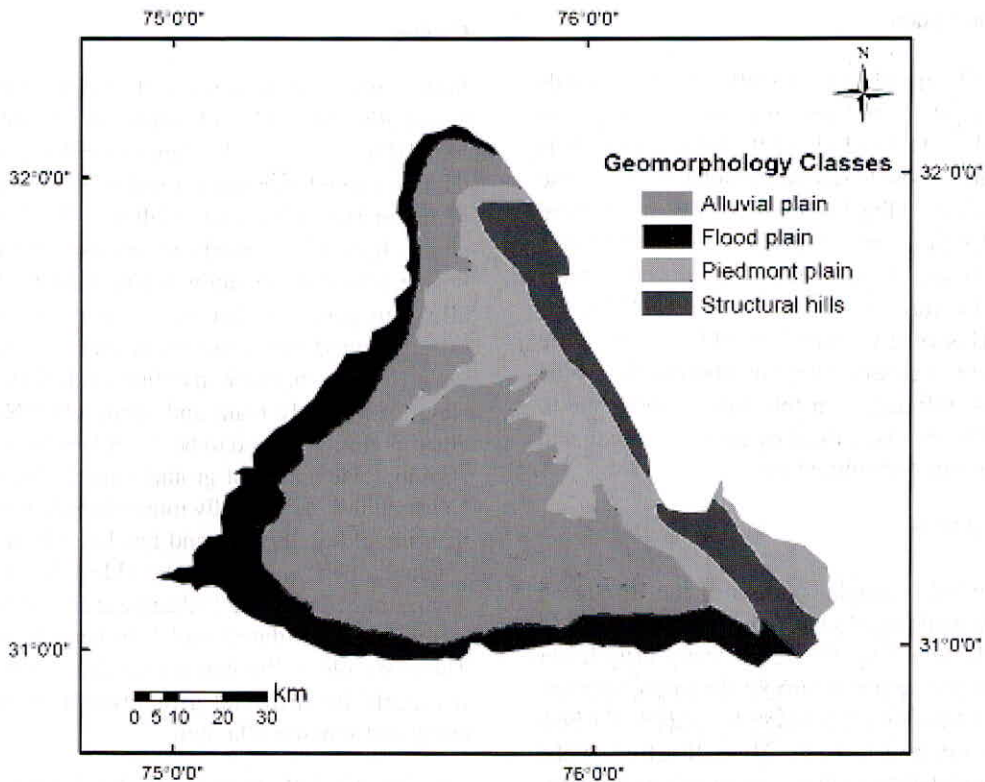 75°0'0"
76°0'0"
N
32°0'0"
32°0'0"
Geomorphology Classes
Alluvial plain
Flood plain
Piedmont plain
Structural hills
31°0'0"
31°0'0"
km
0 5 10 20 30
75°0'0"
76°0'0"